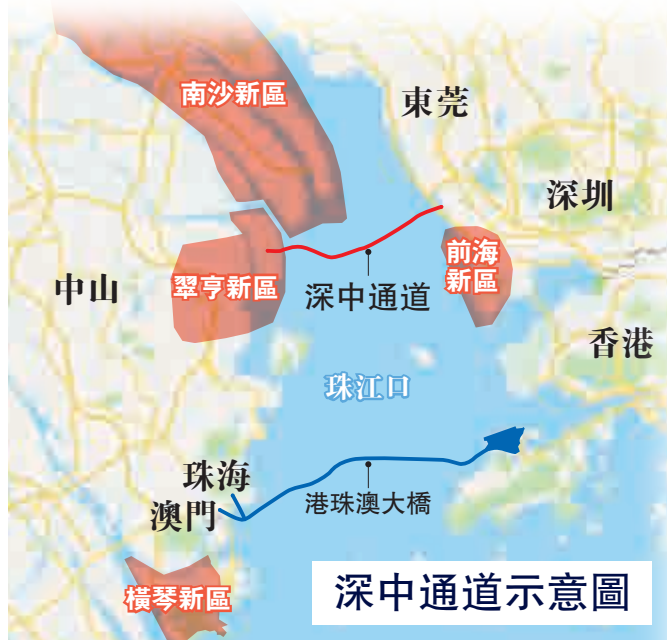 南沙新區
東莞
深圳
前海
新區
中山
翠亨新區
深中通道
香港
珠江口
珠海
澳門
港珠澳大橋
橫琴新區
深中通道示意圖